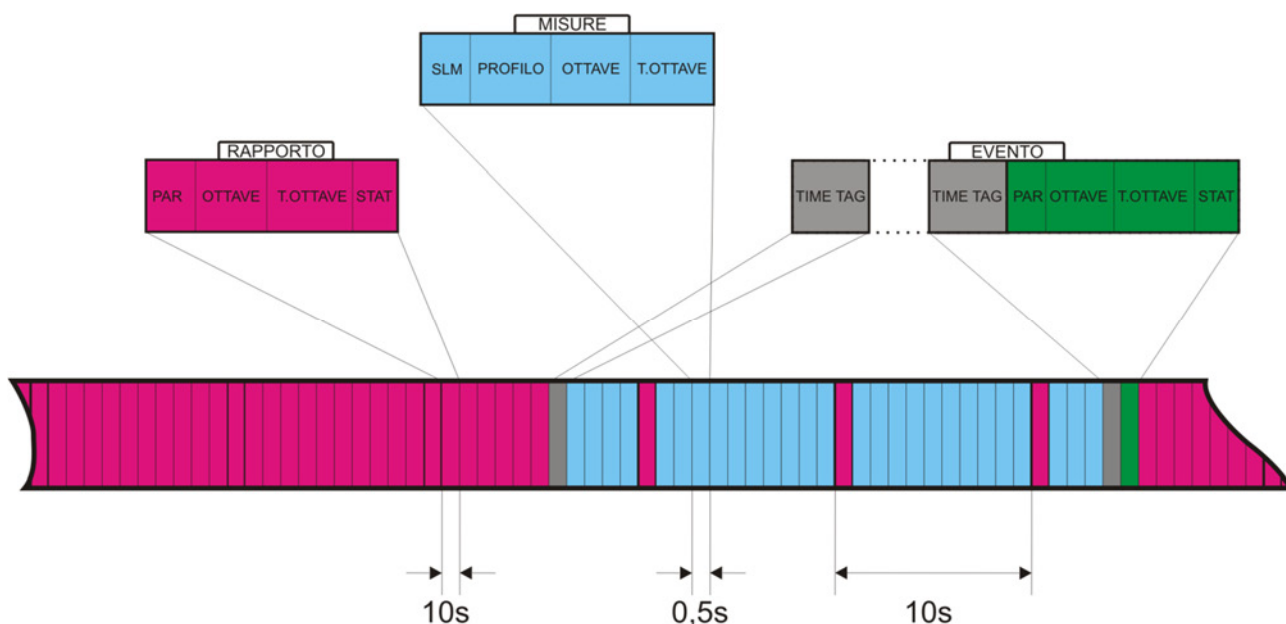 MISURE
SLM PROFILO OTTAVE T.OTTAVE
RAPPORTO
PAR OTTAVE T.OTTAVE STAT
EVENTO
TIME TAG TIME TAG PAR OTTAVE T.OTTAVE STAT
10s 0,5s 10s